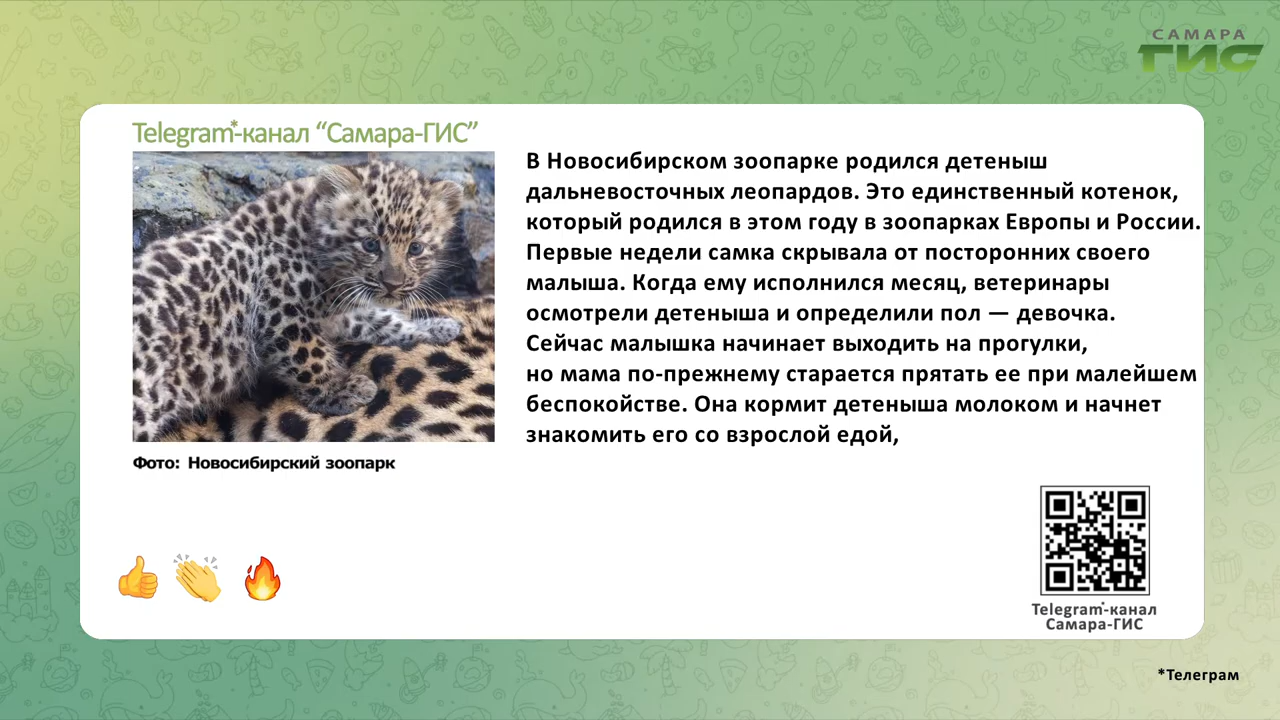 САМАРА
ГИС
Telegram*-канал “Самара-ГИС”
В Новосибирском зоопарке родился детеныш
дальневосточных леопардов. Это единственный котенок,
который родился в этом году в зоопарках Европы и России.
Первые недели самка скрывала от посторонних своего
малыша. Когда ему исполнился месяц, ветеринары
осмотрели детеныша и определили пол — девочка.
Сейчас малышка начинает выходить на прогулки,
но мама по-прежнему старается прятать ее при малейшем
беспокойстве. Она кормит детеныша молоком и начнет
знакомить его со взрослой едой,
Фото: Новосибирский зоопарк
Telegram*-канал
Самара-ГИС
*Телеграм